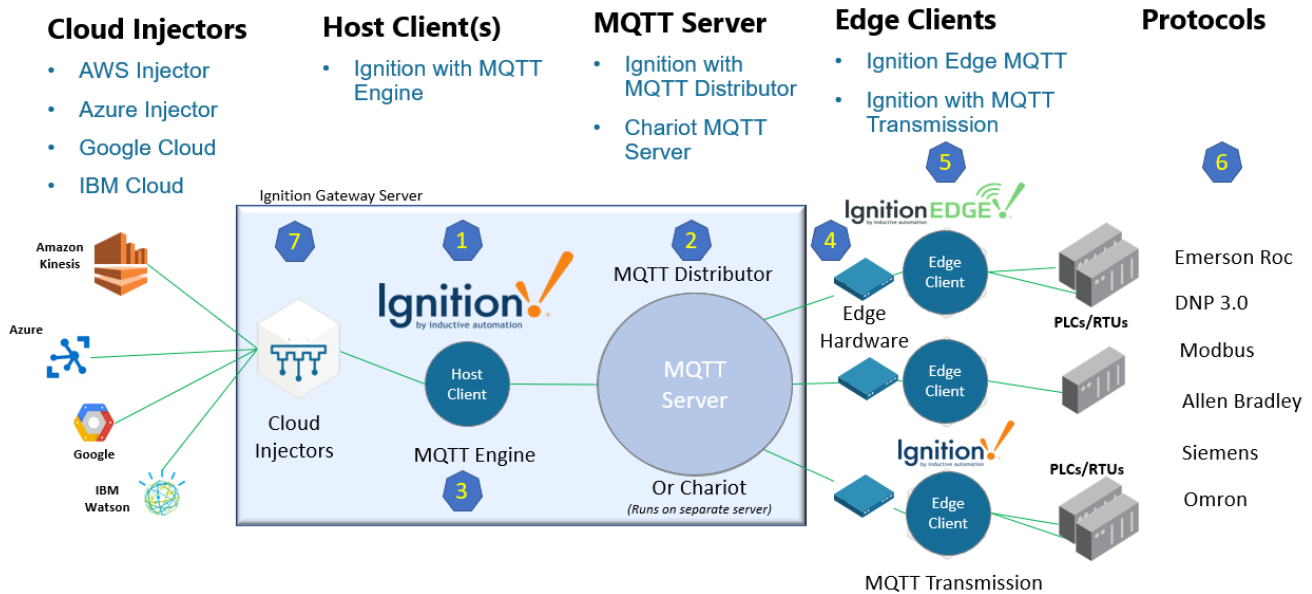 Cloud Injectors
• AWS Injector
• Azure Injector
• Google Cloud
• IBM Cloud
Host Client(s)
• Ignition with MQTT
Engine
MQTT Server
• Ignition with
MQTT Distributor
• Chariot MQTT
Server
Edge Clients
• Ignition Edge MQTT
• Ignition with MQTT
Transmission
Protocols
Ignition Gateway Server
7
1
2
4
5
6
Amazon
Kinesis
Azure
Google
IBM
Watson
Cloud
Injectors
Ignition!
by inductive automation
Host
Client
MQTT Engine
3
MQTT Distributor
MQTT
Server
Or Chariot
(Runs on separate server)
Ignition EDGE!
by inductive automation
Edge
Hardware
Edge
Client
PLCs/RTUs
Edge
Client
Ignition!
by inductive automation
Edge
Client
PLCs/RTUs
MQTT Transmission
Emerson Roc
DNP 3.0
Modbus
Allen Bradley
Siemens
Omron